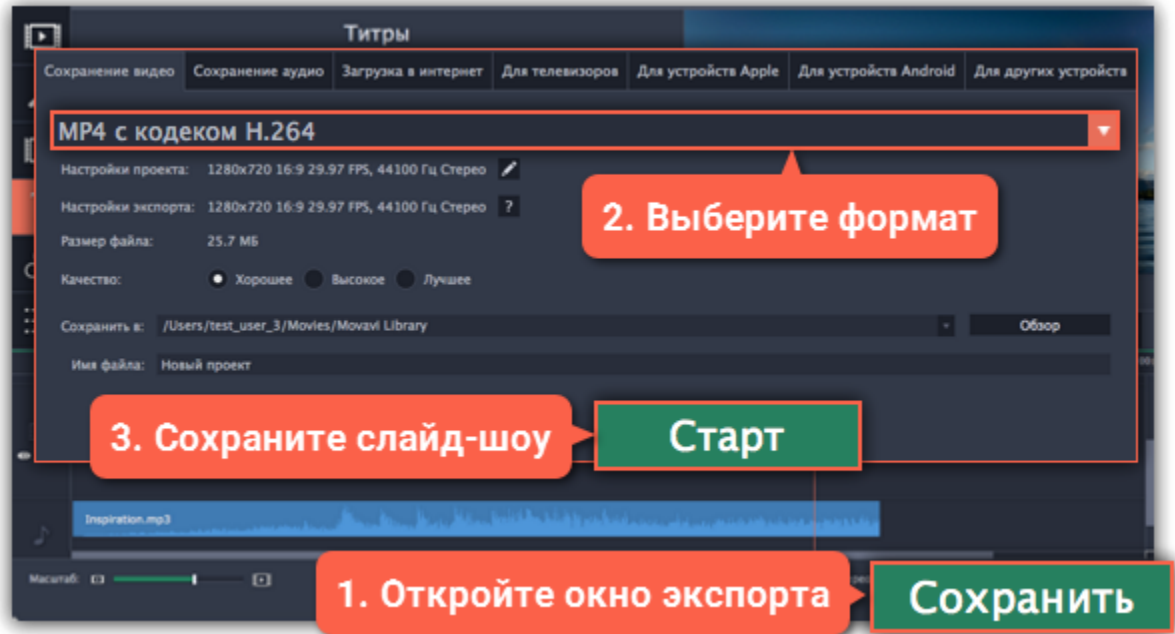 Титры
Сохранение видео Сохранение аудио Загрузка в интернет Для телевизоров Для устройств Apple Для устройств Android Для других устройств
MP4 с кодеком H.264
Настройки проекта: 1280x720 16:9 29.97 FPS, 44100 Гц Стерео
2. Выберите формат
Настройки экспорта: 1280x720 16:9 29.97 FPS, 44100 Гц Стерео ?
Размер файла: 25.7 МБ
Качество: Хорошее Высокое Лучшее
Сохранить в: /Users/test_user_3/Movies/Movavi Library Обзор
Имя файла: Новый проект
3. Сохраните слайд-шоу Старт
Inspiration.mp3
Масштаб:
1. Откройте окно экспорта Сохранить